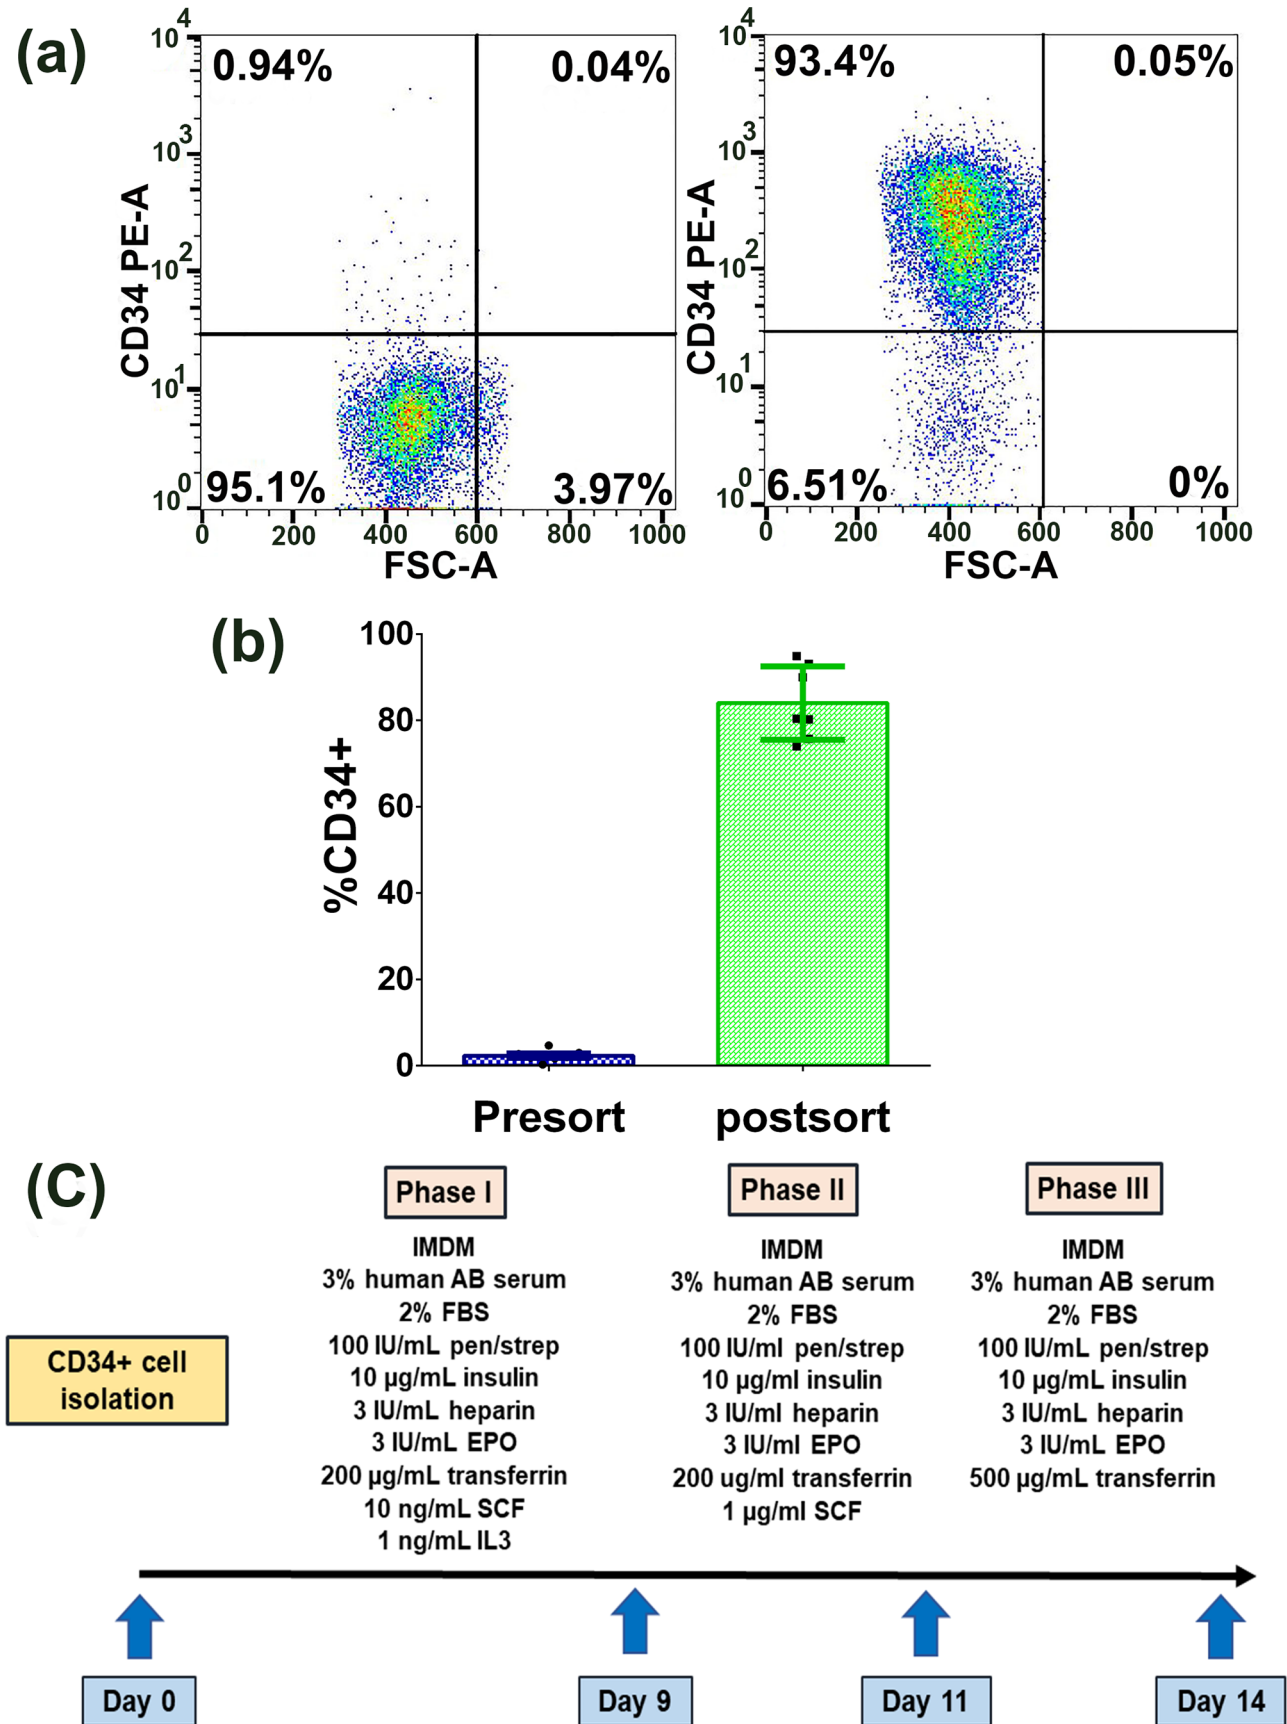 (a)
10^4
0.94%
0.04%
10^3
10^2
10^1
10^0
95.1%
3.97%
CD34 PE-A
0 200 400 600 800 1000
FSC-A
10^4
93.4%
0.05%
10^3
10^2
10^1
10^0
6.51%
0%
CD34 PE-A
0 200 400 600 800 1000
FSC-A
(b)
100
80
60
40
20
0
%CD34+
Presort
postsort
(C)
CD34+ cell
isolation
Phase I
IMDM
3% human AB serum
2% FBS
100 IU/mL pen/strep
10 µg/mL insulin
3 IU/mL heparin
3 IU/mL EPO
200 µg/mL transferrin
10 ng/mL SCF
1 ng/mL IL3
Phase II
IMDM
3% human AB serum
2% FBS
100 IU/ml pen/strep
10 µg/ml insulin
3 IU/ml heparin
3 IU/ml EPO
200 ug/ml transferrin
1 µg/ml SCF
Phase III
IMDM
3% human AB serum
2% FBS
100 IU/mL pen/strep
10 µg/mL insulin
3 IU/mL heparin
3 IU/mL EPO
500 µg/mL transferrin
Day 0
Day 9
Day 11
Day 14